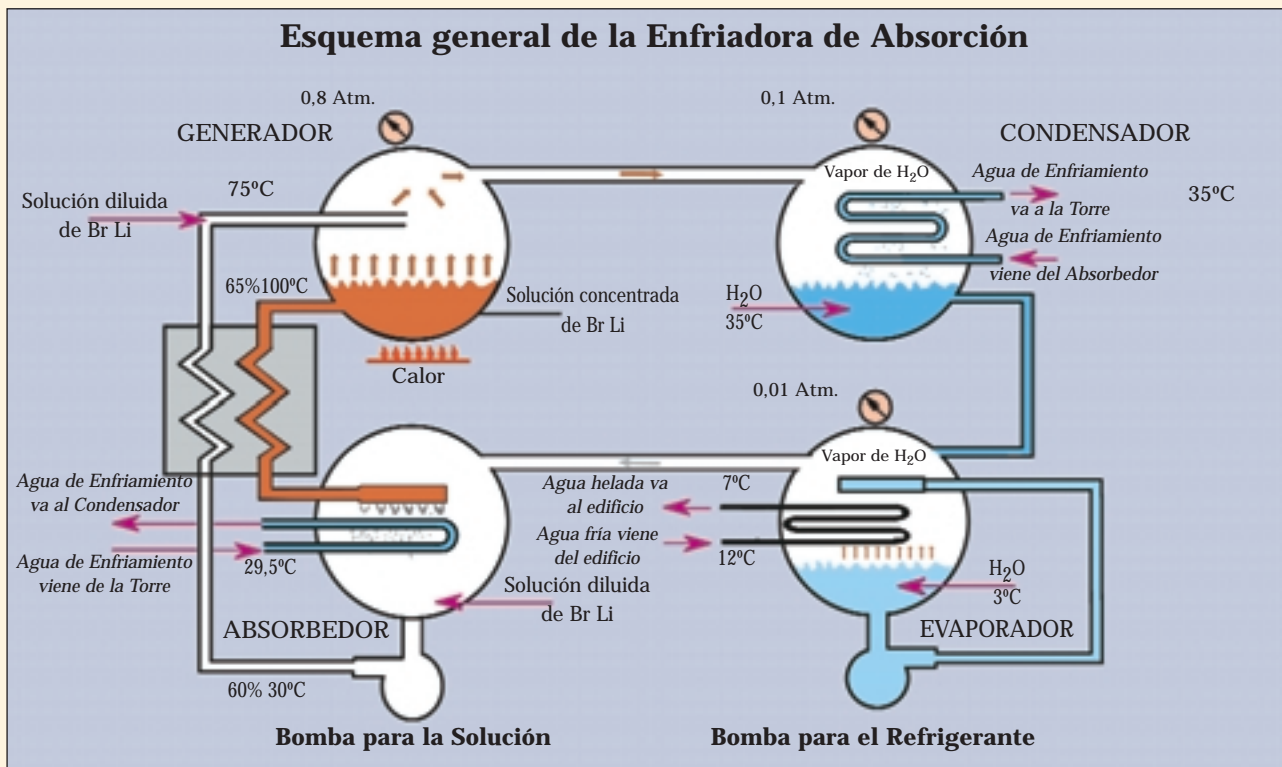 Esquema general de la Enfriadora de Absorción
0,8 Atm.
0,1 Atm.
GENERADOR
CONDENSADOR
75ºC
Solución diluida
de Br Li
Vapor de H2O
Agua de Enfriamiento
va a la Torre
35ºC
Agua de Enfriamiento
viene del Absorbedor
65%100ºC
Solución concentrada
de Br Li
H2O
35ºC
Calor
0,01 Atm.
Vapor de H2O
Agua de Enfriamiento
va al Condensador
Agua helada va
al edificio
7ºC
Agua fría viene
del edificio
12ºC
Agua de Enfriamiento
viene de la Torre
29,5ºC
H2O
3ºC
Solución diluida
de Br Li
ABSORBEDOR
EVAPORADOR
60% 30ºC
Bomba para la Solución
Bomba para el Refrigerante